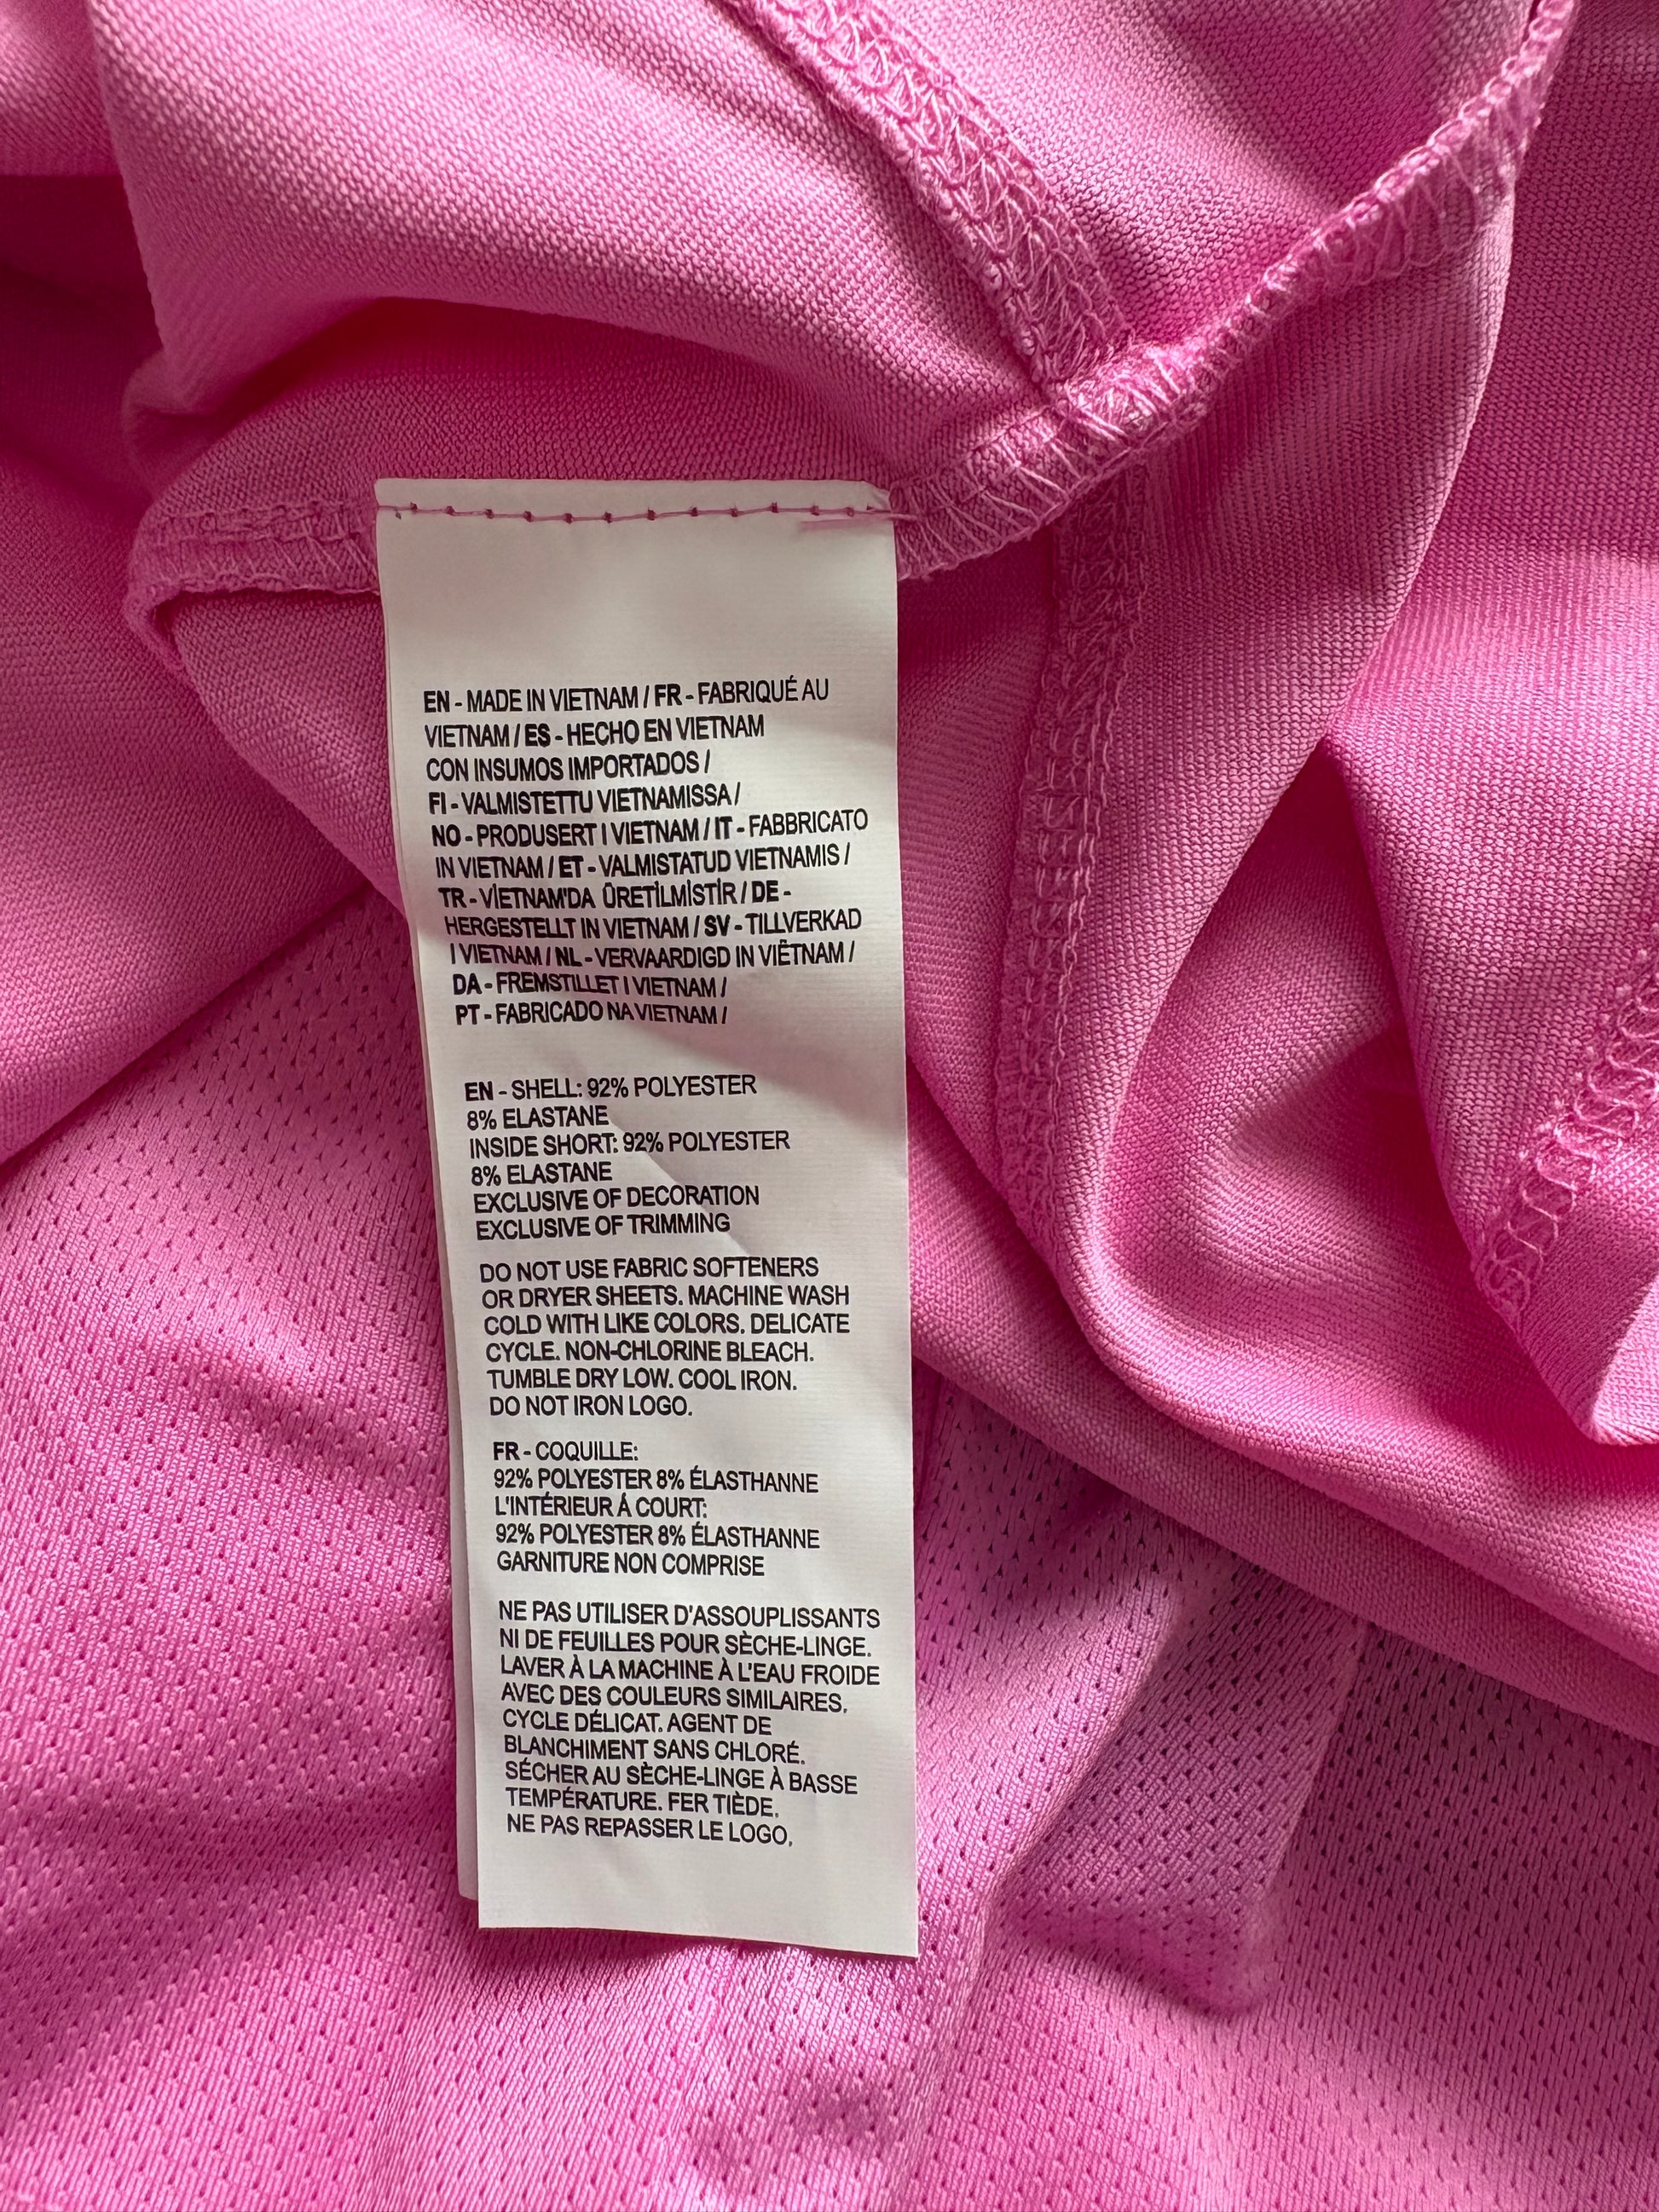 EN - MADE IN VIETNAM / FR - FABRIQUÉ AU
VIETNAM / ES - HECHO EN VIETNAM
CON INSUMOS IMPORTADOS /
FI - VALMISTETTU VIETNAMISSA /
NO - PRODUSERT I VIETNAM / IT - FABBRICATO
IN VIETNAM / ET - VALMISTATUD VIETNAMIS /
TR - VİETNAM'DA ÜRETİLMİSTİR / DE -
HERGESTELLT IN VIETNAM / SV - TILLVERKAD
I VIETNAM / NL - VERVAARDIGD IN VIËTNAM /
DA - FREMSTILLET I VIETNAM /
PT - FABRICADO NA VIETNAM /
EN - SHELL: 92% POLYESTER
8% ELASTANE
INSIDE SHORT: 92% POLYESTER
8% ELASTANE
EXCLUSIVE OF DECORATION
EXCLUSIVE OF TRIMMING
DO NOT USE FABRIC SOFTENERS
OR DRYER SHEETS. MACHINE WASH
COLD WITH LIKE COLORS. DELICATE
CYCLE. NON-CHLORINE BLEACH.
TUMBLE DRY LOW. COOL IRON.
DO NOT IRON LOGO.
FR - COQUILLE:
92% POLYESTER 8% ÉLASTHANNE
L'INTÉRIEUR Á COURT:
92% POLYESTER 8% ÉLASTHANNE
GARNITURE NON COMPRISE
NE PAS UTILISER D'ASSOUPLISSANTS
NI DE FEUILLES POUR SÈCHE-LINGE.
LAVER À LA MACHINE À L'EAU FROIDE
AVEC DES COULEURS SIMILAIRES.
CYCLE DÉLICAT. AGENT DE
BLANCHIMENT SANS CHLORÉ.
SÉCHER AU SÈCHE-LINGE À BASSE
TEMPÉRATURE. FER TIÈDE.
NE PAS REPASSER LE LOGO.